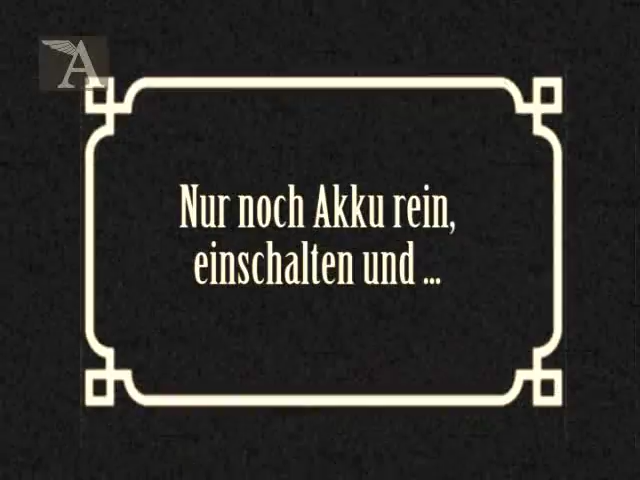 A
Nur noch Akku rein,
einschalten und ...